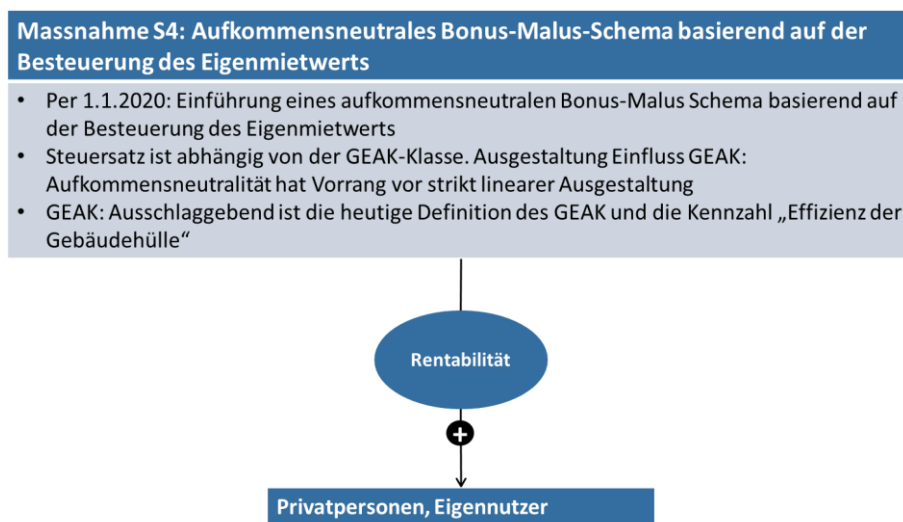 Massnahme S4: Aufkommensneutrales Bonus-Malus-Schema basierend auf der
Besteuerung des Eigenmietwerts
• Per 1.1.2020: Einführung eines aufkommensneutralen Bonus-Malus Schema basierend auf
der Besteuerung des Eigenmietwerts
• Steuersatz ist abhängig von der GEAK-Klasse. Ausgestaltung Einfluss GEAK:
Aufkommensneutralität hat Vorrang vor strikt linearer Ausgestaltung
• GEAK: Ausschlaggebend ist die heutige Definition des GEAK und die Kennzahl „Effizienz der
Gebäudehülle“
Rentabilität
+
Privatpersonen, Eigennutzer